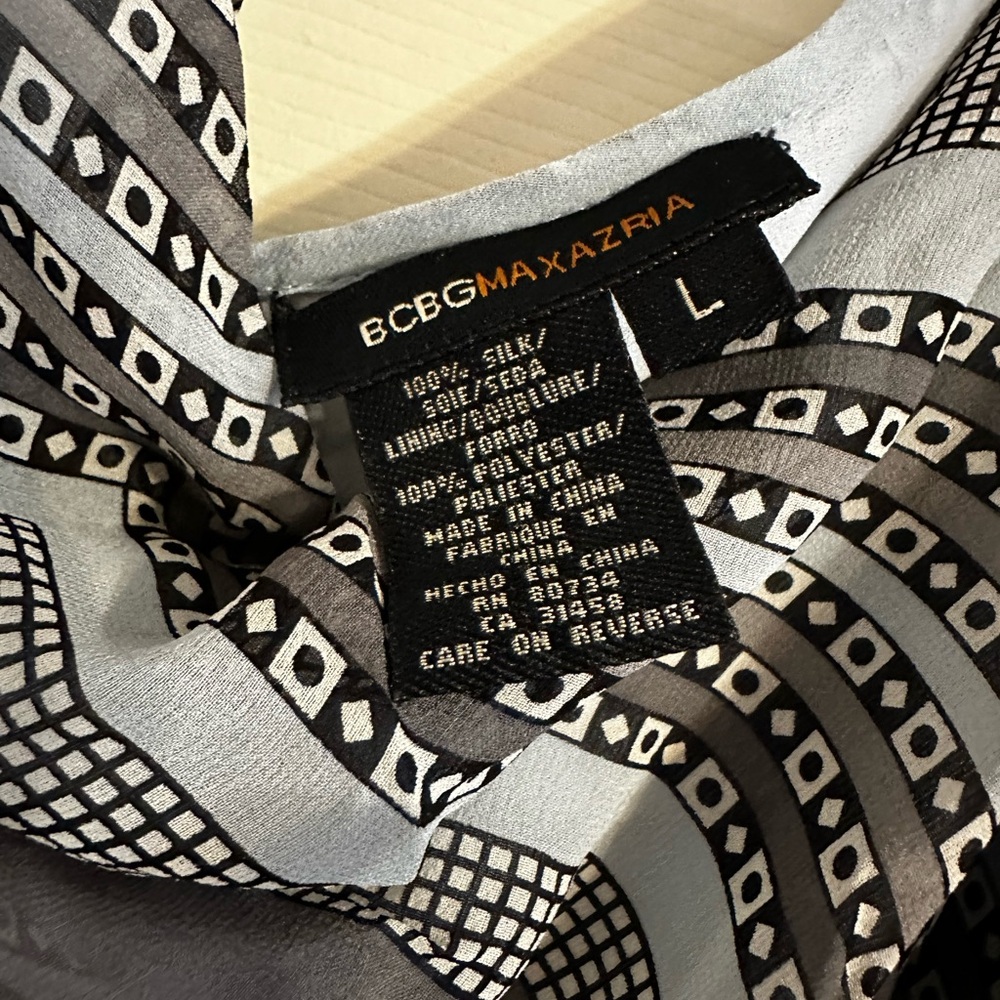 BCBGMAXAZRIA
L
100% SILK/
SOIE/SEDA
LINING/DOUBTURE/
FORRO
100% POLYESTER/
POLIESTER
MADE IN CHINA
FABRIQUE EN
CHINA
HECHO EN CHINA
RN 80734
CA 31458
CARE ON REVERSE